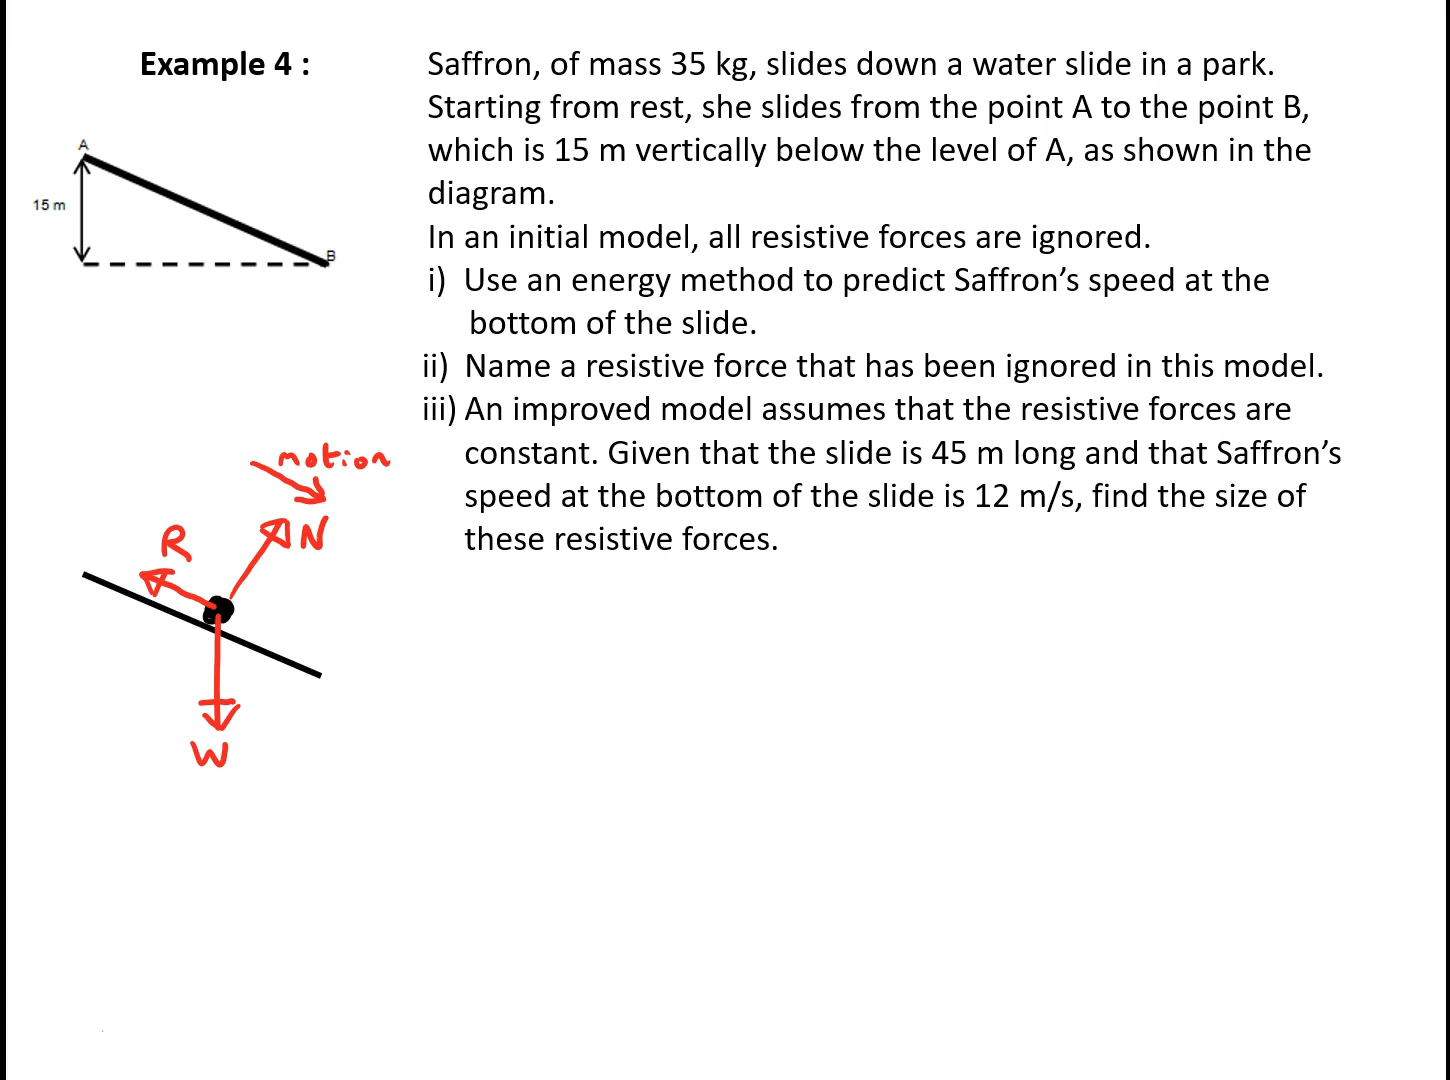 Example 4 :
Saffron, of mass 35 kg, slides down a water slide in a park.
Starting from rest, she slides from the point A to the point B,
which is 15 m vertically below the level of A, as shown in the
diagram.
In an initial model, all resistive forces are ignored.
i) Use an energy method to predict Saffron’s speed at the
bottom of the slide.
ii) Name a resistive force that has been ignored in this model.
iii) An improved model assumes that the resistive forces are
constant. Given that the slide is 45 m long and that Saffron’s
speed at the bottom of the slide is 12 m/s, find the size of
these resistive forces.
A
15 m
B
motion
N
R
W